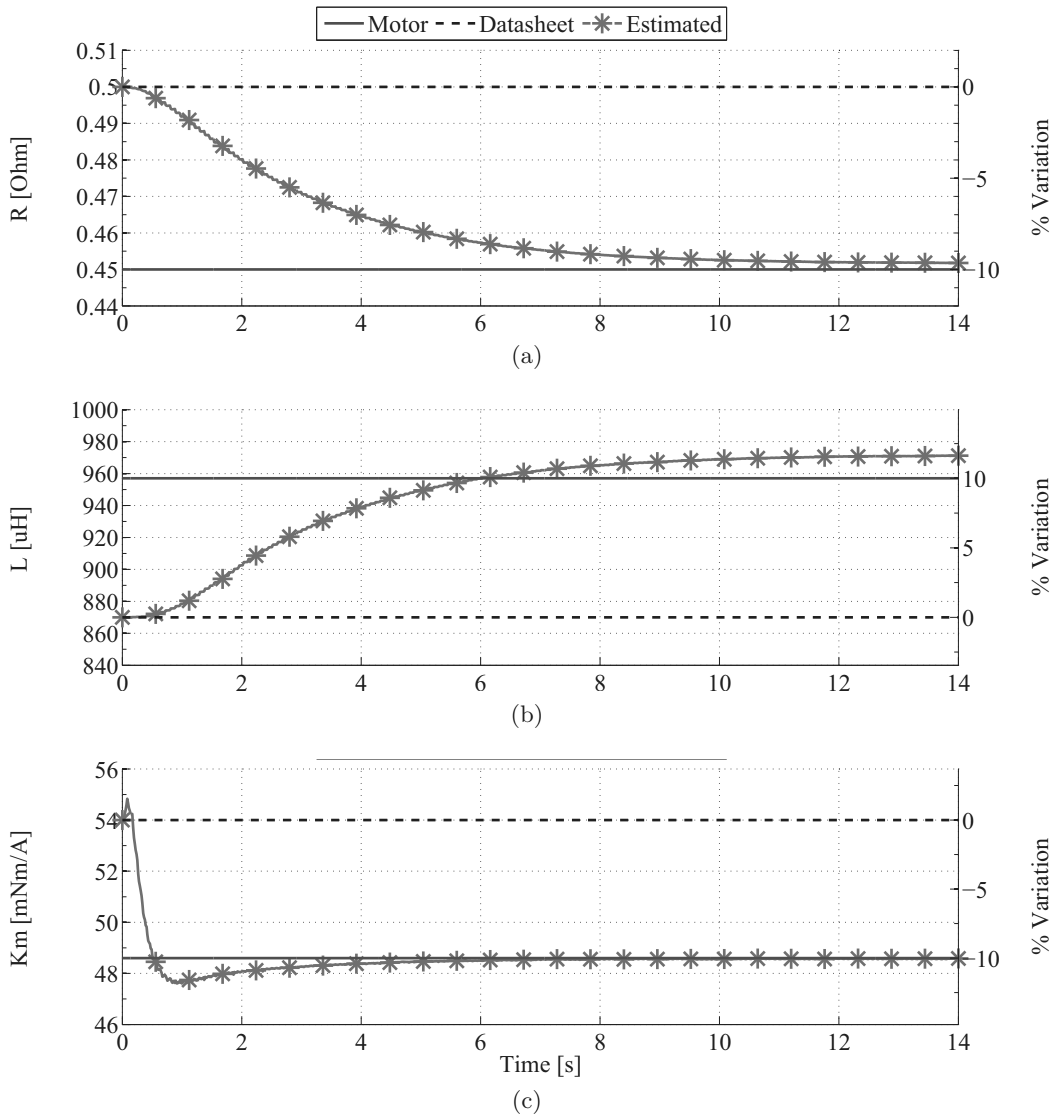 Motor Datasheet Estimated
0.51
0.5
0.49
0.48
0.47
0.46
0.45
0.44
R [Ohm]
0
−5
−10
% Variation
0 2 4 6 8 10 12 14
(a)
1000
980
960
940
920
900
880
860
840
L [uH]
10
5
0
% Variation
0 2 4 6 8 10 12 14
(b)
56
54
52
50
48
46
Km [mNm/A]
0
−5
−10
% Variation
0 2 4 6 8 10 12 14
Time [s]
(c)